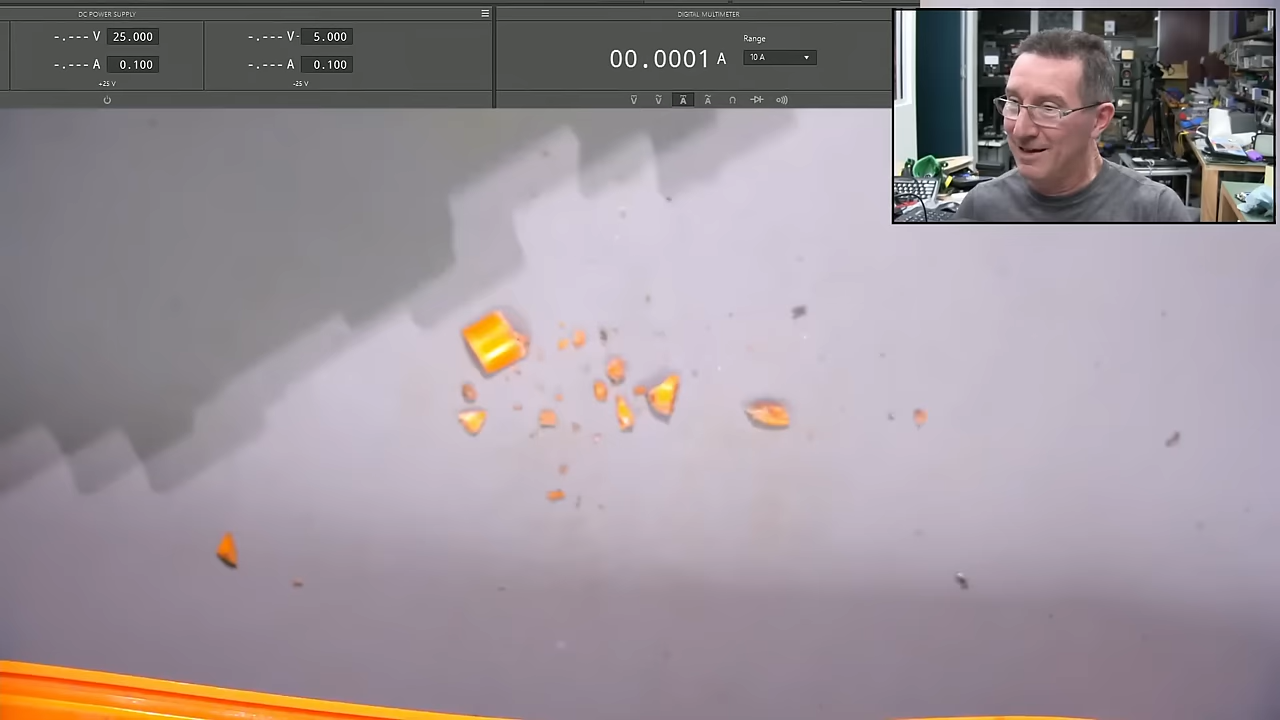 DC POWER SUPPLY
DIGITAL MULTIMETER
-.--- V 25.000
-.--- V- 5.000
Range
00.0001 A
10 A
-.--- A 0.100
-.--- A 0.100
+25 V
-25 V
V V A A Ω